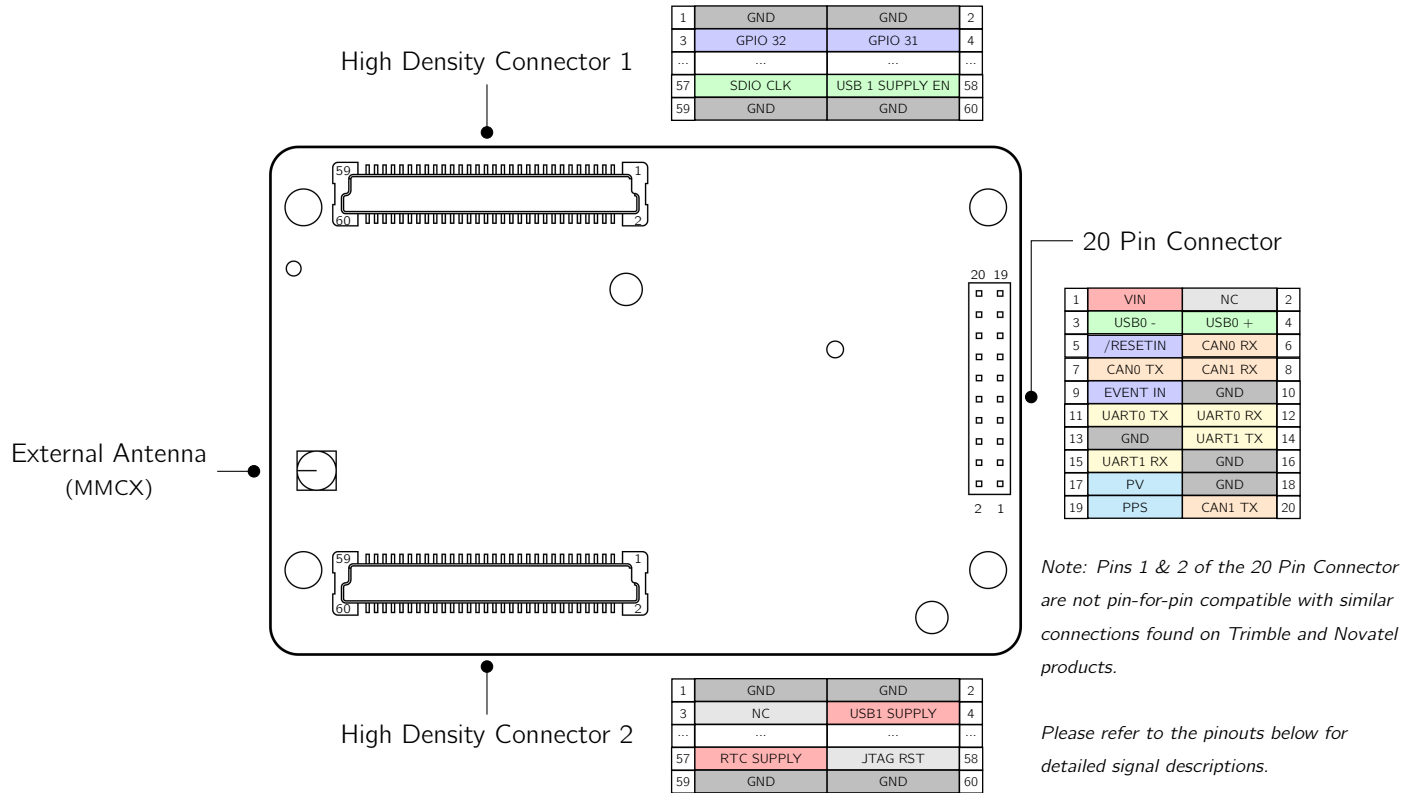 1 GND GND 2
3 GPIO 32 GPIO 31 4
... ... ... ...
57 SDIO CLK USB 1 SUPPLY EN 58
59 GND GND 60
High Density Connector 1
59 1
60 2
20 Pin Connector
20 19
2 1
1 VIN NC 2
3 USB0 - USB0 + 4
5 /RESETIN CAN0 RX 6
7 CAN0 TX CAN1 RX 8
9 EVENT IN GND 10
11 UART0 TX UART0 RX 12
13 GND UART1 TX 14
15 UART1 RX GND 16
17 PV GND 18
19 PPS CAN1 TX 20
External Antenna
(MMCX)
59 1
60 2
Note: Pins 1 & 2 of the 20 Pin Connector
are not pin-for-pin compatible with similar
connections found on Trimble and Novatel
products.
Please refer to the pinouts below for
detailed signal descriptions.
High Density Connector 2
1 GND GND 2
3 NC USB1 SUPPLY 4
... ... ... ...
57 RTC SUPPLY JTAG RST 58
59 GND GND 60